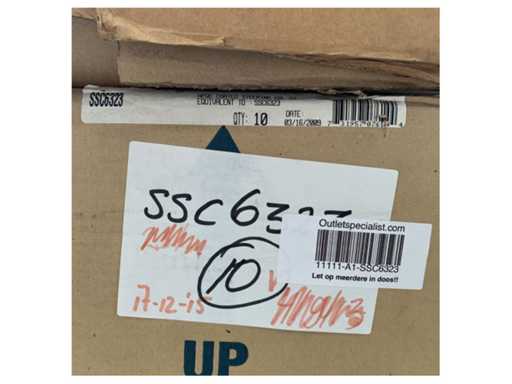 SSC6323
EQUIVALENT TO : SSC6323
QTY: 10
DATE:
03/16/2009
SSC6323
10
17-12-15
Outletspecialist.com
11111-A1-SSC6323
Let op meerdere in doos!!
UP